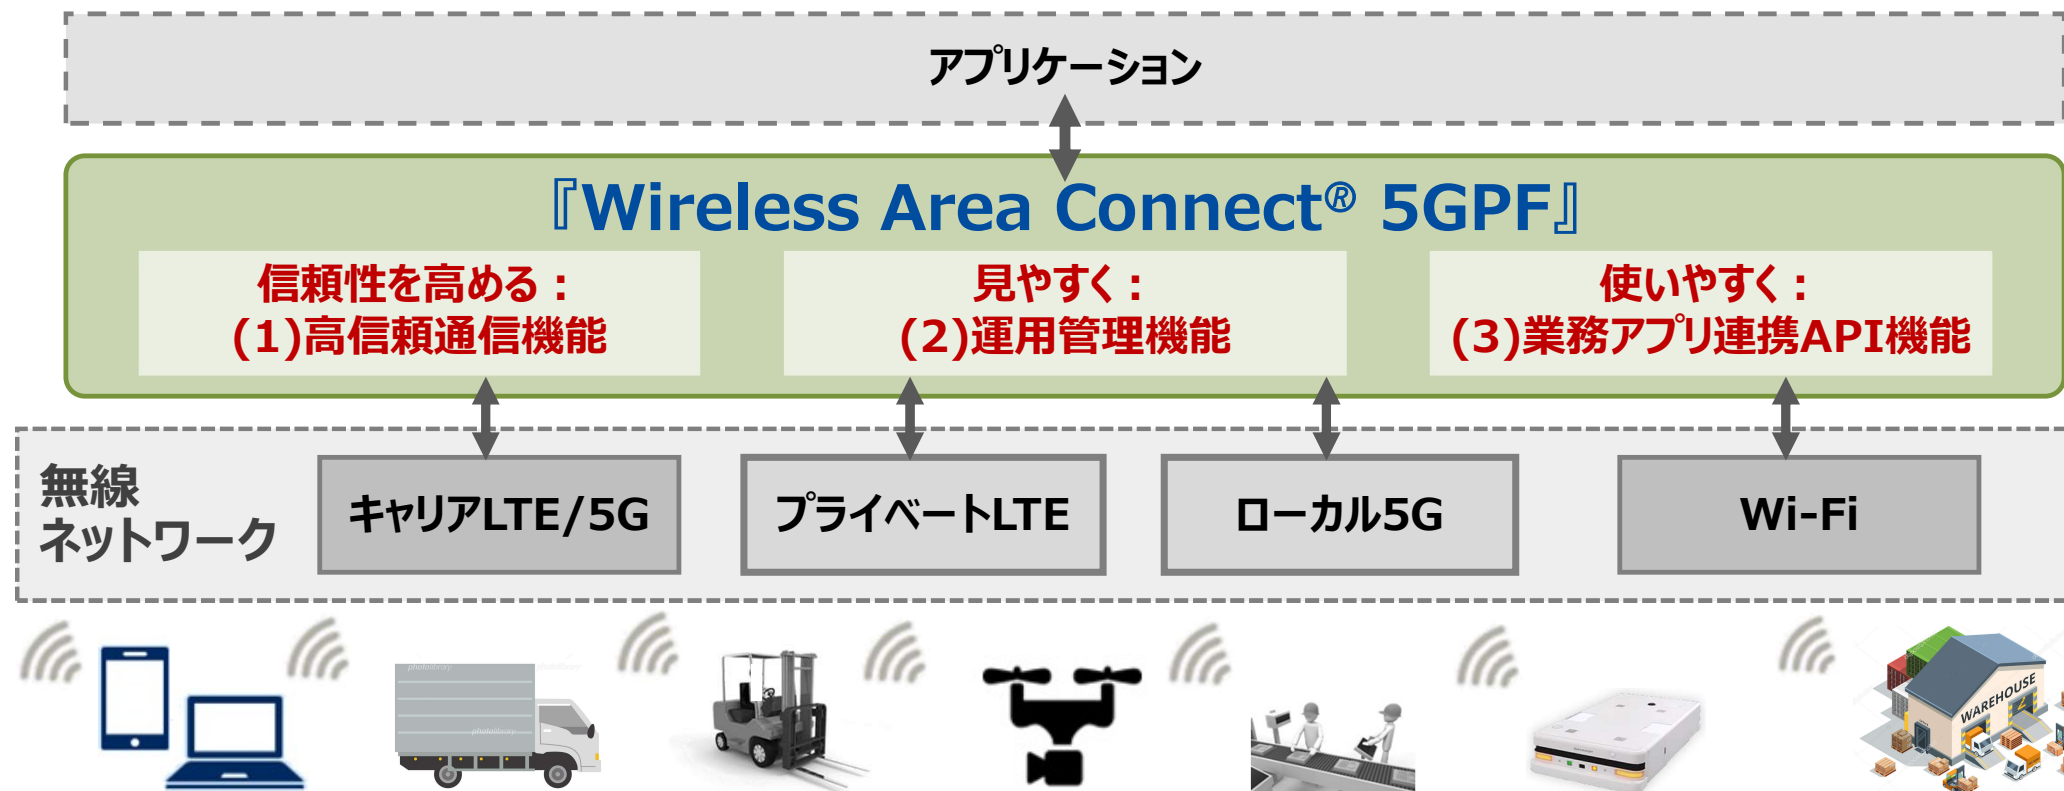 アプリケーション
『Wireless Area Connect® 5GPF』
信頼性を高める：
(1)高信頼通信機能
見やすく：
(2)運用管理機能
使いやすく：
(3)業務アプリ連携API機能
無線
ネットワーク
キャリアLTE/5G
プライベートLTE
ローカル5G
Wi-Fi
photolibrary
photolibrary
photolibrary
WAREHOUSE